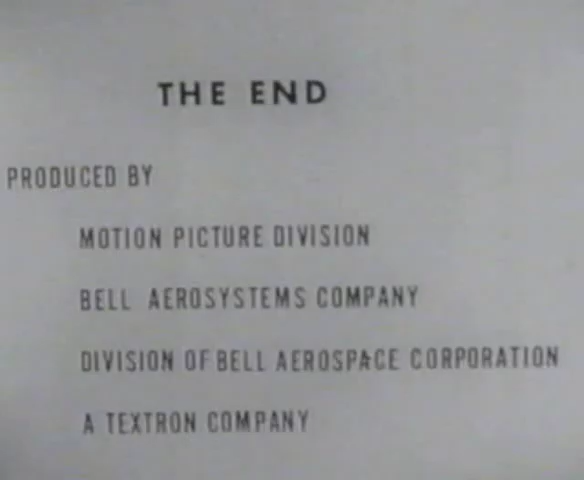 THE END
PRODUCED BY
MOTION PICTURE DIVISION
BELL AEROSYSTEMS COMPANY
DIVISION OF BELL AEROSPACE CORPORATION
A TEXTRON COMPANY